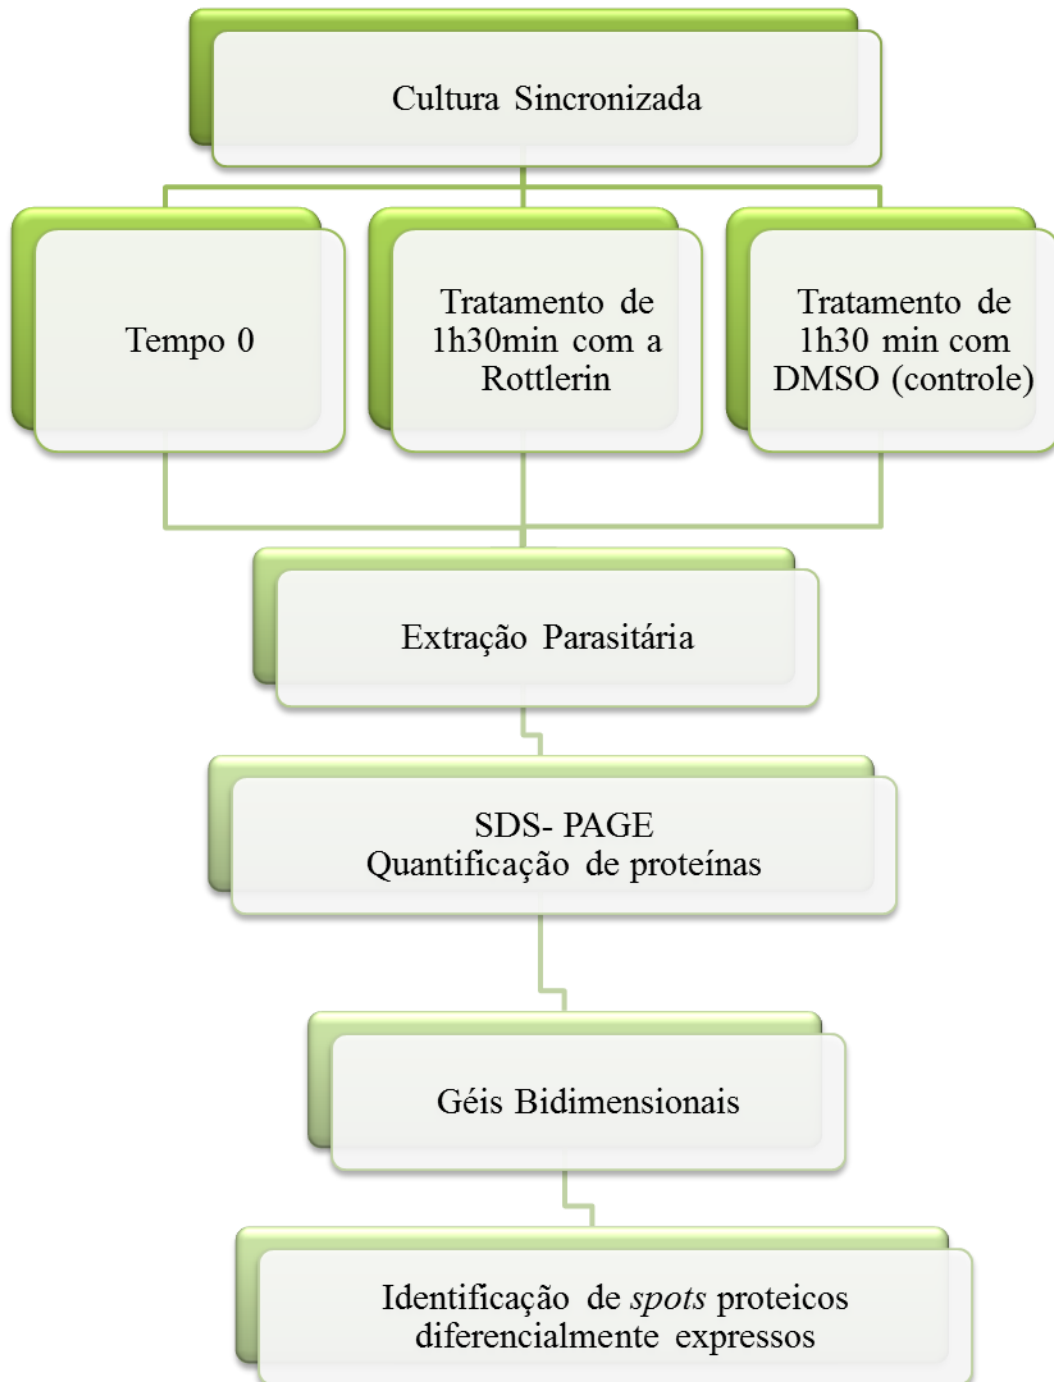 Cultura Sincronizada
Tempo 0
Tratamento de
1h30min com a
Rottlerin
Tratamento de
1h30 min com
DMSO (controle)
Extração Parasitária
SDS- PAGE
Quantificação de proteínas
Géis Bidimensionais
Identificação de spots proteicos
diferencialmente expressos